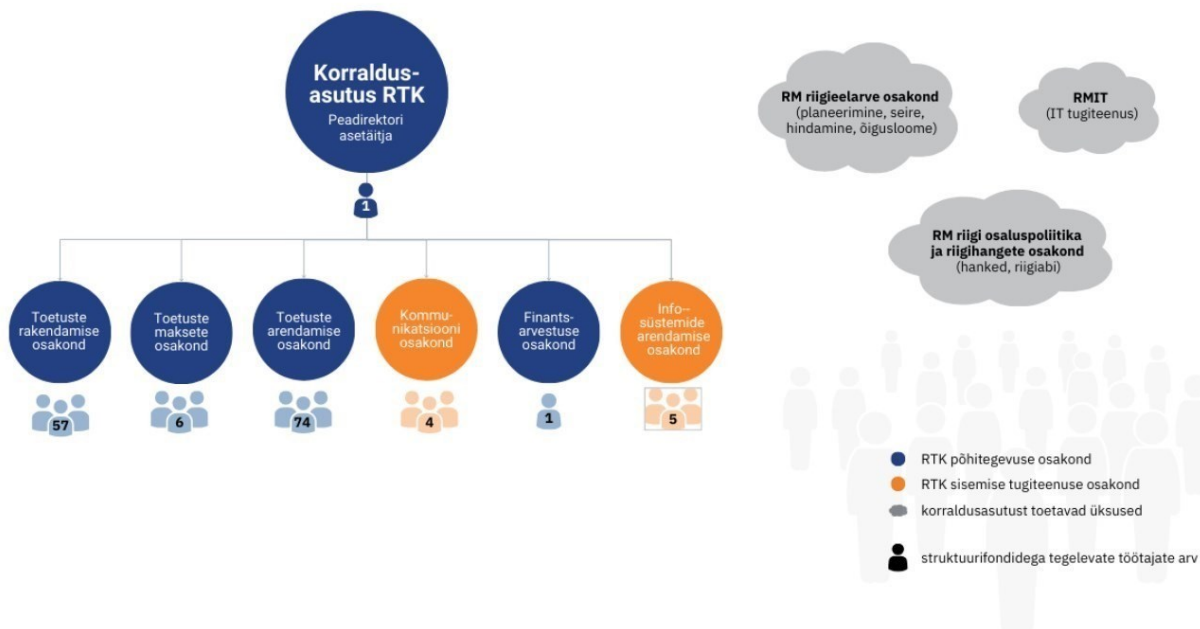 Korraldus-
asutus RTK
Peadirektori
asetäitja
1
Toetuste
rakendamise
osakond
57
Toetuste
maksete
osakond
6
Toetuste
arendamise
osakond
74
Kommu-
nikatsiooni
osakond
4
Finants-
arvestuse
osakond
1
Info--
süstemide
arendamise
osakond
5
RM riigieelarve osakond
(planeerimine, seire,
hindamine, õigusloome)
RMIT
(IT tugiteenus)
RM riigi osaluspoliitika
ja riigihangete osakond
(hanked, riigiabi)
RTK põhitegevuse osakond
RTK sisemise tugiteenuse osakond
korraldusasutust toetavad üksused
struktuurifondidega tegelevate töötajate arv